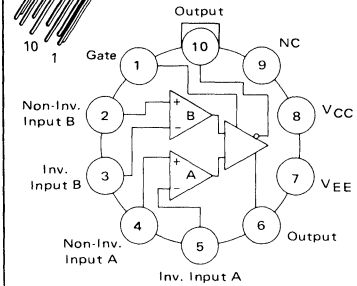 10
1
Output
10
NC
9
Gate
1
Non-Inv.
Input B
2
+
−
B
8
VCC
Inv.
Input B
3
+
−
A
7
VEE
Non-Inv.
Input A
4
5
6
Output
Inv. Input A